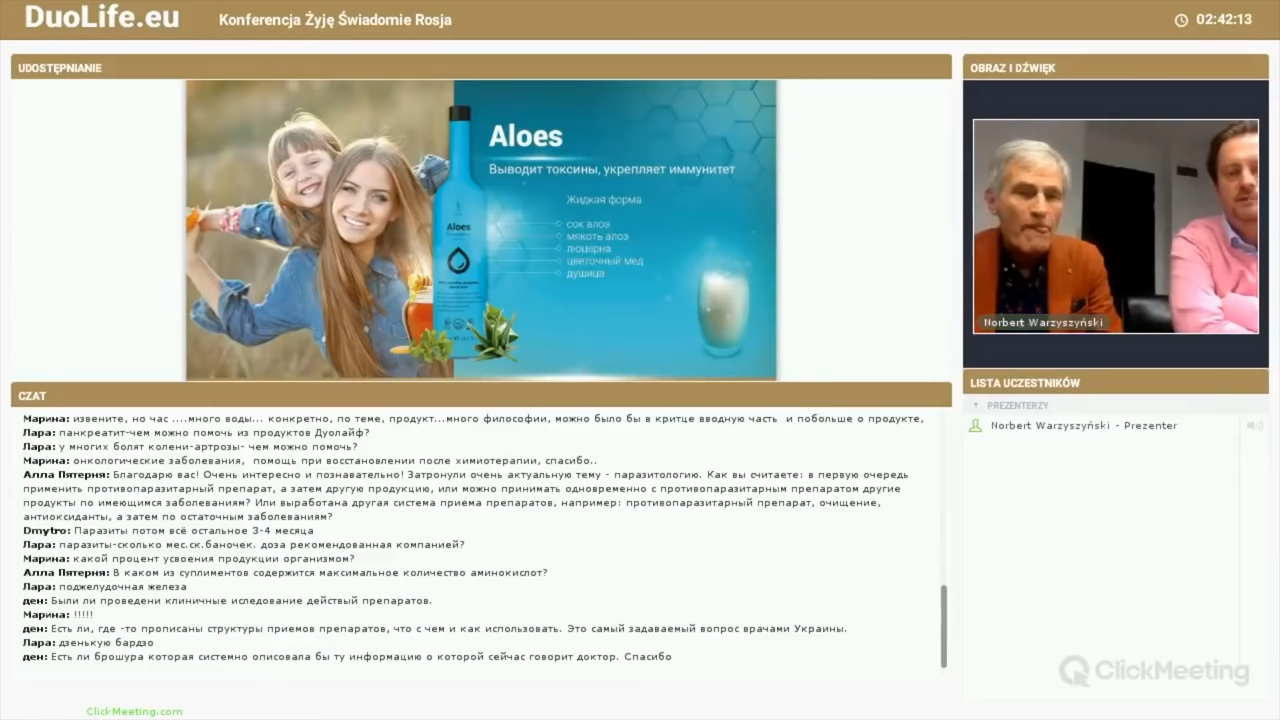 DuoLife.eu
Konferencja Żyję Świadomie Rosja
02:42:13
UDOSTĘPNIANIE
OBRAZ I DŹWIĘK
Aloes
Выводит токсины, укрепляет иммунитет
Жидкая форма
сок алоэ
мякоть алоэ
люцерна
цветочный мед
душица
Aloes
Norbert Warzyszyński
LISTA UCZESTNIKÓW
PREZENTERZY
Norbert Warzyszyński - Prezenter
CZAT
Марина: извените, но час ....много воды... конкретно, по теме, продукт...много философии, можно было бы в критце вводную часть и побольше о продукте,
Лара: панкреатит-чем можно помочь из продуктов Дуолайф?
Лара: у многих болят колени-артрозы- чем можно помочь?
Марина: онкологические заболевания, помощь при восстановлении после химиотерапии, спасибо..
Алла Пятерня: Благодарю вас! Очень интересно и познавательно! Затронули очень актуальную тему - паразитологию. Как вы считаете: в первую очередь
применить противопаразитарный препарат, а затем другую продукцию, или можно принимать одновременно с противопаразитарным препаратом другие
продукты по имеющимся заболеваниям? Или выработана другая система приема препаратов, например: противопаразитарный препарат, очищение,
антиоксиданты, а затем по остаточным заболеваниям?
Dmytro: Паразиты потом всё остальное 3-4 месяца
Лара: паразиты-сколько мес.ск.баночек. доза рекомендованная компанией?
Марина: какой процент усвоения продукции организмом?
Алла Пятерня: В каком из суплиментов содержится максимальное количество аминокислот?
Лара: поджелудочная железа
ден: Были ли проведени клиничные иследование действый препаратов.
Марина: !!!!!
ден: Есть ли, где -то прописаны структуры приемов препаратов, что с чем и как использовать. Это самый задаваемый вопрос врачами Украины.
Лара: дзенькую бардзо
ден: Есть ли брошура которая системно описовала бы ту информацию о которой сейчас говорит доктор. Спасибо
ClickMeeting
ClickMeeting.com